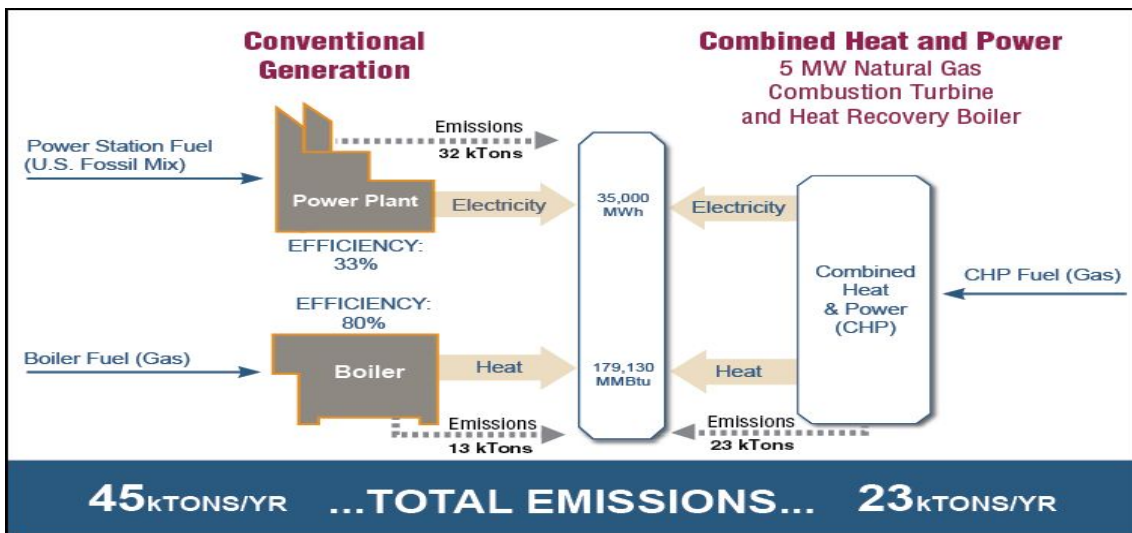 Conventional
Generation
Combined Heat and Power
5 MW Natural Gas
Combustion Turbine
and Heat Recovery Boiler
Power Station Fuel
(U.S. Fossil Mix)
Emissions
32 kTons
Power Plant
Electricity
35,000
MWh
Electricity
EFFICIENCY:
33%
Combined
Heat
& Power
(CHP)
CHP Fuel (Gas)
EFFICIENCY:
80%
Boiler Fuel (Gas)
Boiler
Heat
179,130
MMBtu
Heat
Emissions
13 kTons
Emissions
23 kTons
45kTONS/YR ...TOTAL EMISSIONS... 23kTONS/YR